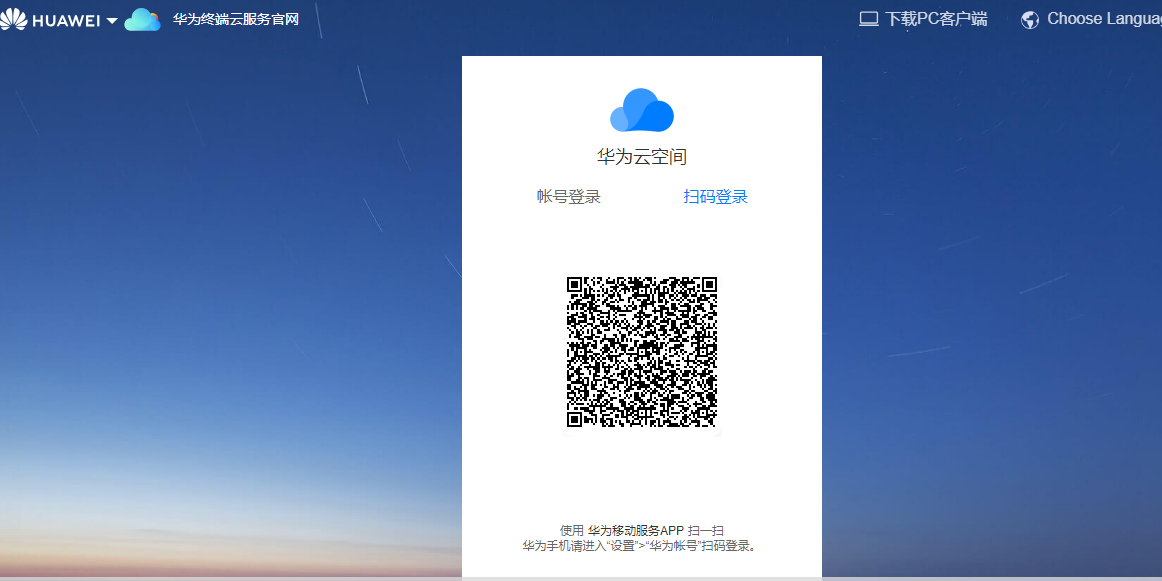 HUAWEI 华为终端云服务官网 下载PC客户端 Choose Languag
华为云空间
帐号登录 扫码登录
使用 华为移动服务APP 扫一扫
华为手机请进入“设置”>“华为帐号”扫码登录。